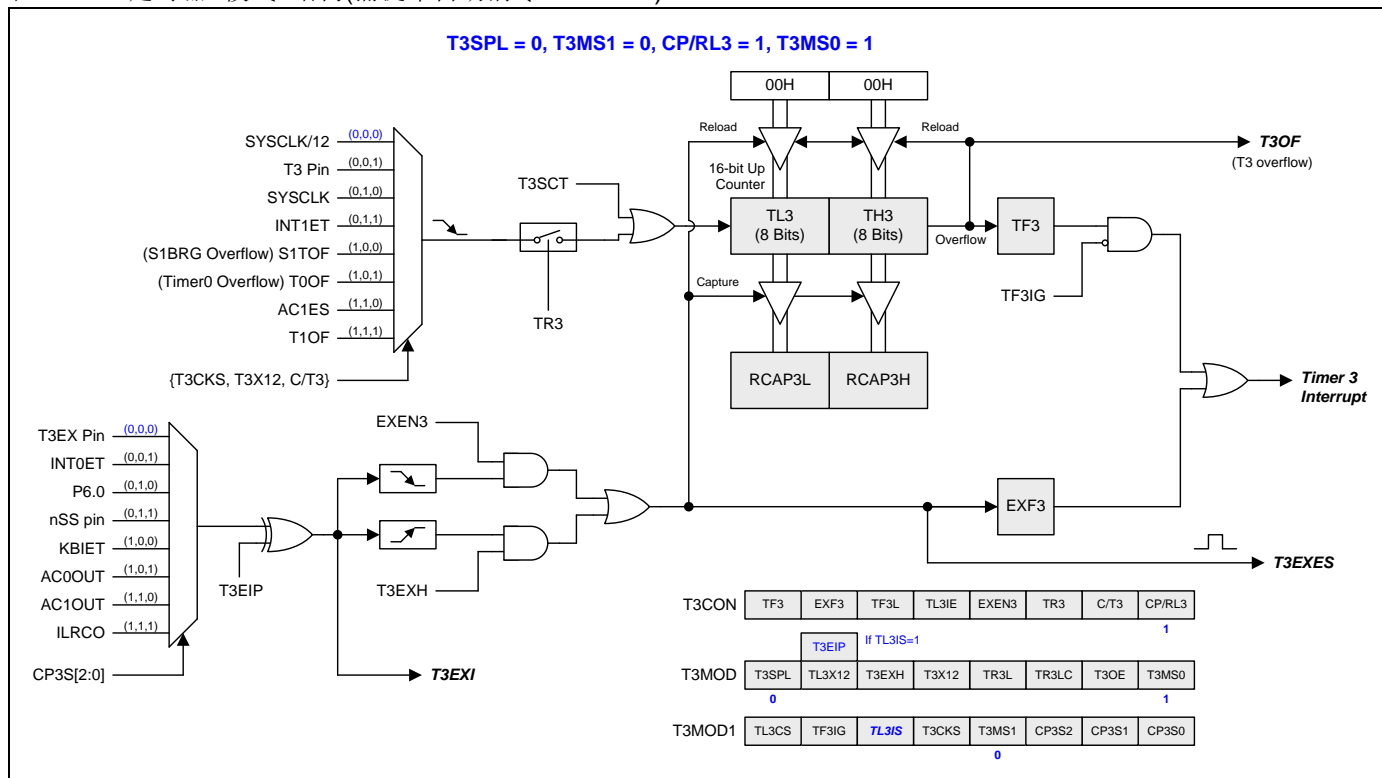 T3SPL = 0, T3MS1 = 0, CP/RL3 = 1, T3MS0 = 1
00H 00H
Reload Reload
16-bit Up
Counter
SYSCLK/12 (0,0,0)
T3 Pin (0,0,1)
SYSCLK (0,1,0)
INT1ET (0,1,1)
(S1BRG Overflow) S1TOF (1,0,0)
(Timer0 Overflow) T0OF (1,0,1)
AC1ES (1,1,0)
T1OF (1,1,1)
{T3CKS, T3X12, C/T3}
T3SCT
TR3
TL3
(8 Bits)
TH3
(8 Bits)
Overflow
TF3
TF3IG
T3OF
(T3 overflow)
Capture
RCAP3L RCAP3H
Timer 3
Interrupt
T3EX Pin (0,0,0)
INT0ET (0,0,1)
P6.0 (0,1,0)
nSS pin (0,1,1)
KBIET (1,0,0)
AC0OUT (1,0,1)
AC1OUT (1,1,0)
ILRCO (1,1,1)
CP3S[2:0]
T3EIP
EXEN3
T3EXH
T3EXI
EXF3
T3EXES
T3CON TF3 EXF3 TF3L TL3IE EXEN3 TR3 C/T3 CP/RL3
1
T3EIP If TL3IS=1
T3MOD T3SPL TL3X12 T3EXH T3X12 TR3L TR3LC T3OE T3MS0
0 1
T3MOD1 TL3CS TF3IG TL3IS T3CKS T3MS1 CP3S2 CP3S1 CP3S0
0